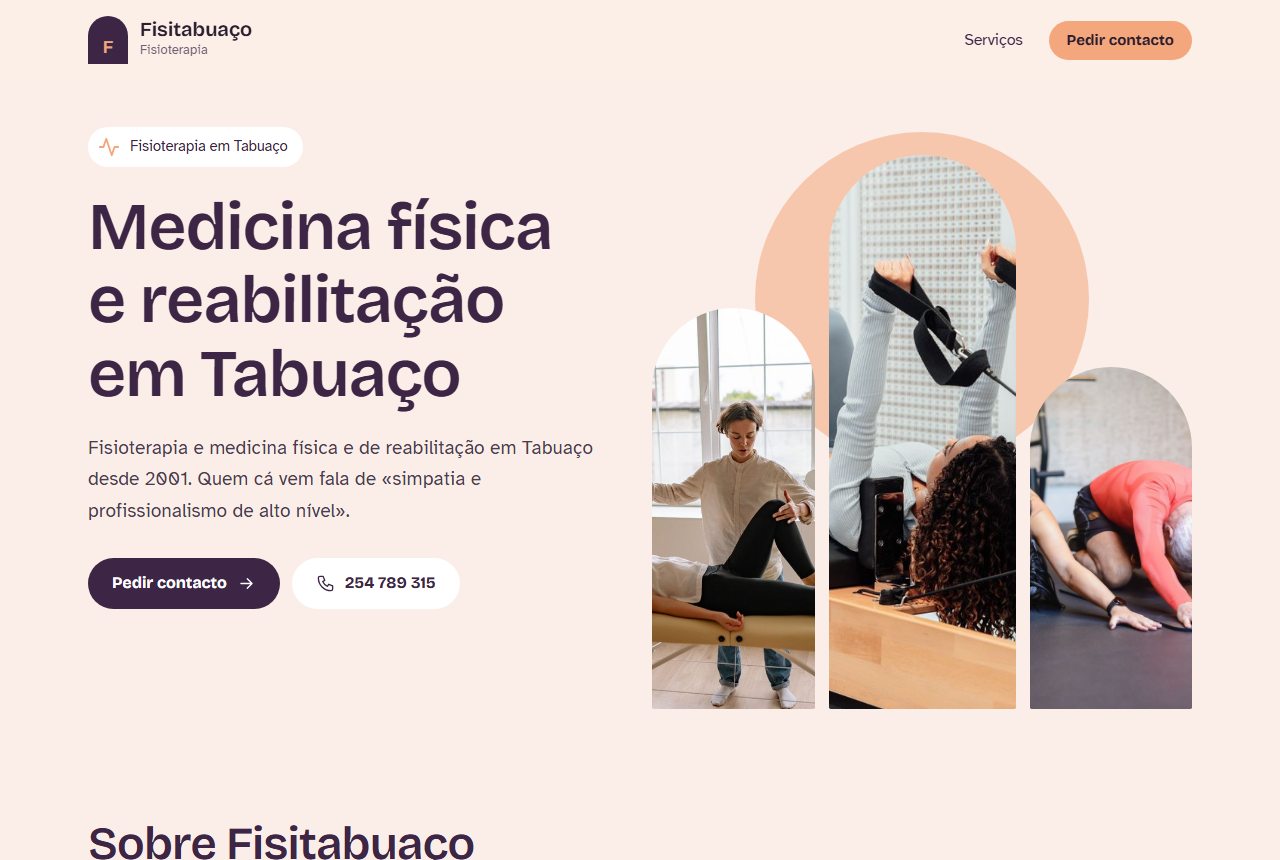 F
Fisitabuaço
Fisioterapia
Serviços
Pedir contacto
Fisioterapia em Tabuaço
Medicina física
e reabilitação
em Tabuaço
Fisioterapia e medicina física e de reabilitação em Tabuaço
desde 2001. Quem cá vem fala de «simpatia e
profissionalismo de alto nível».
Pedir contacto
254 789 315
Sobre Fisitabuaço